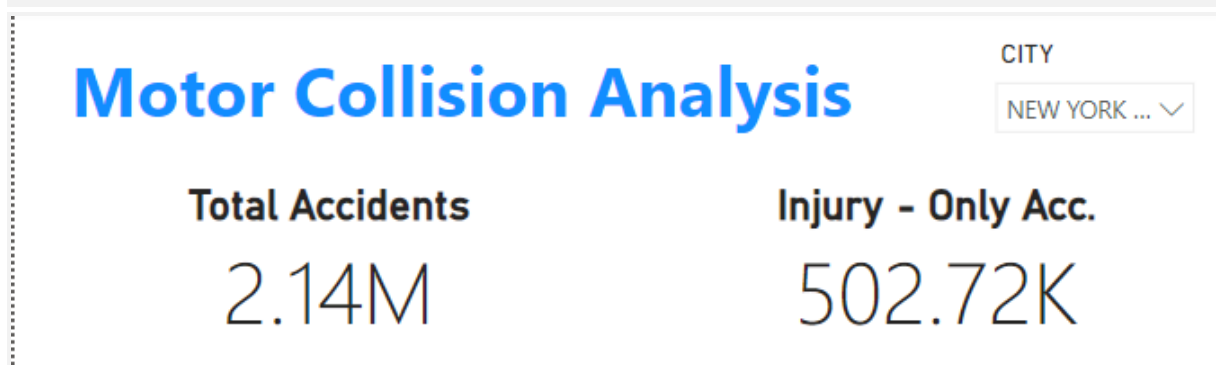 Motor Collision Analysis
CITY
NEW YORK ...
Total Accidents
Injury - Only Acc.
2.14M
502.72K